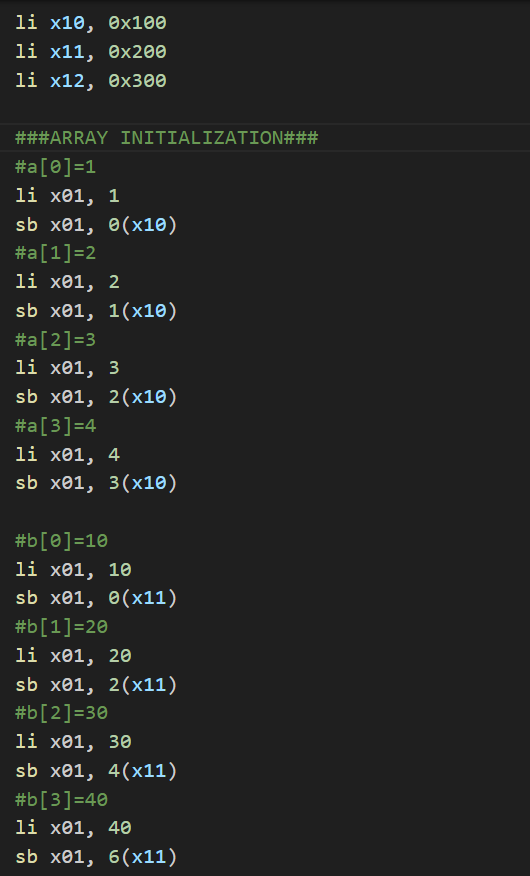 li x10, 0x100
li x11, 0x200
li x12, 0x300
###ARRAY INITIALIZATION###
#a[0]=1
li x01, 1
sb x01, 0(x10)
#a[1]=2
li x01, 2
sb x01, 1(x10)
#a[2]=3
li x01, 3
sb x01, 2(x10)
#a[3]=4
li x01, 4
sb x01, 3(x10)
#b[0]=10
li x01, 10
sb x01, 0(x11)
#b[1]=20
li x01, 20
sb x01, 2(x11)
#b[2]=30
li x01, 30
sb x01, 4(x11)
#b[3]=40
li x01, 40
sb x01, 6(x11)